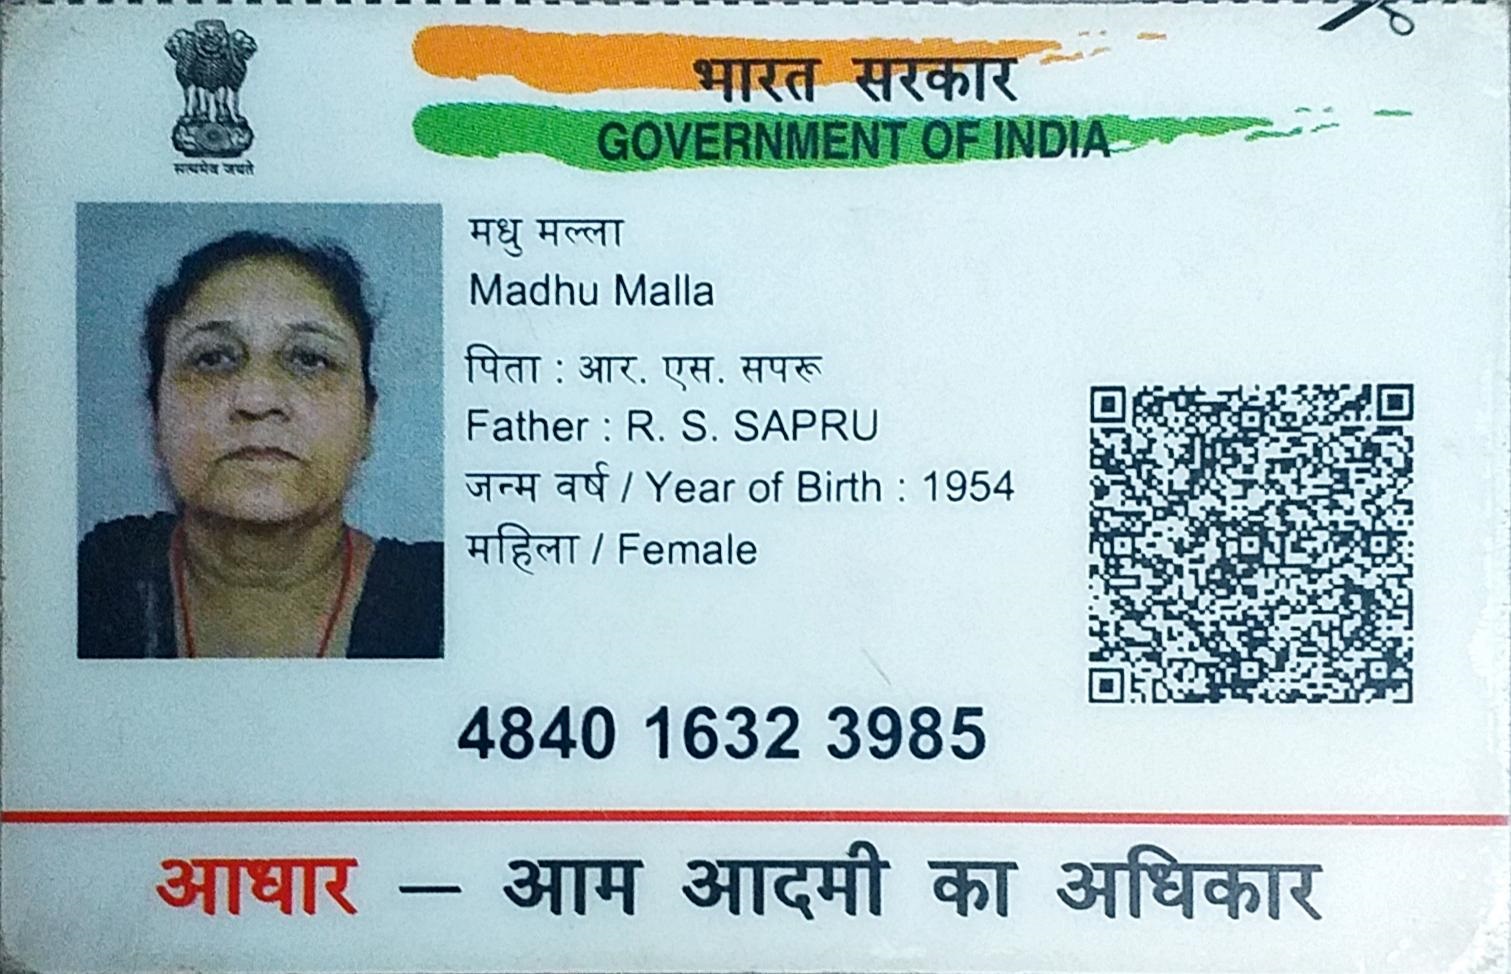 भारत सरकार
GOVERNMENT OF INDIA
सत्यमेव जयते
मधु मल्ला
Madhu Malla
पिता : आर. एस. सपरू
Father : R. S. SAPRU
जन्म वर्ष / Year of Birth : 1954
महिला / Female
4840 1632 3985
आधार — आम आदमी का अधिकार